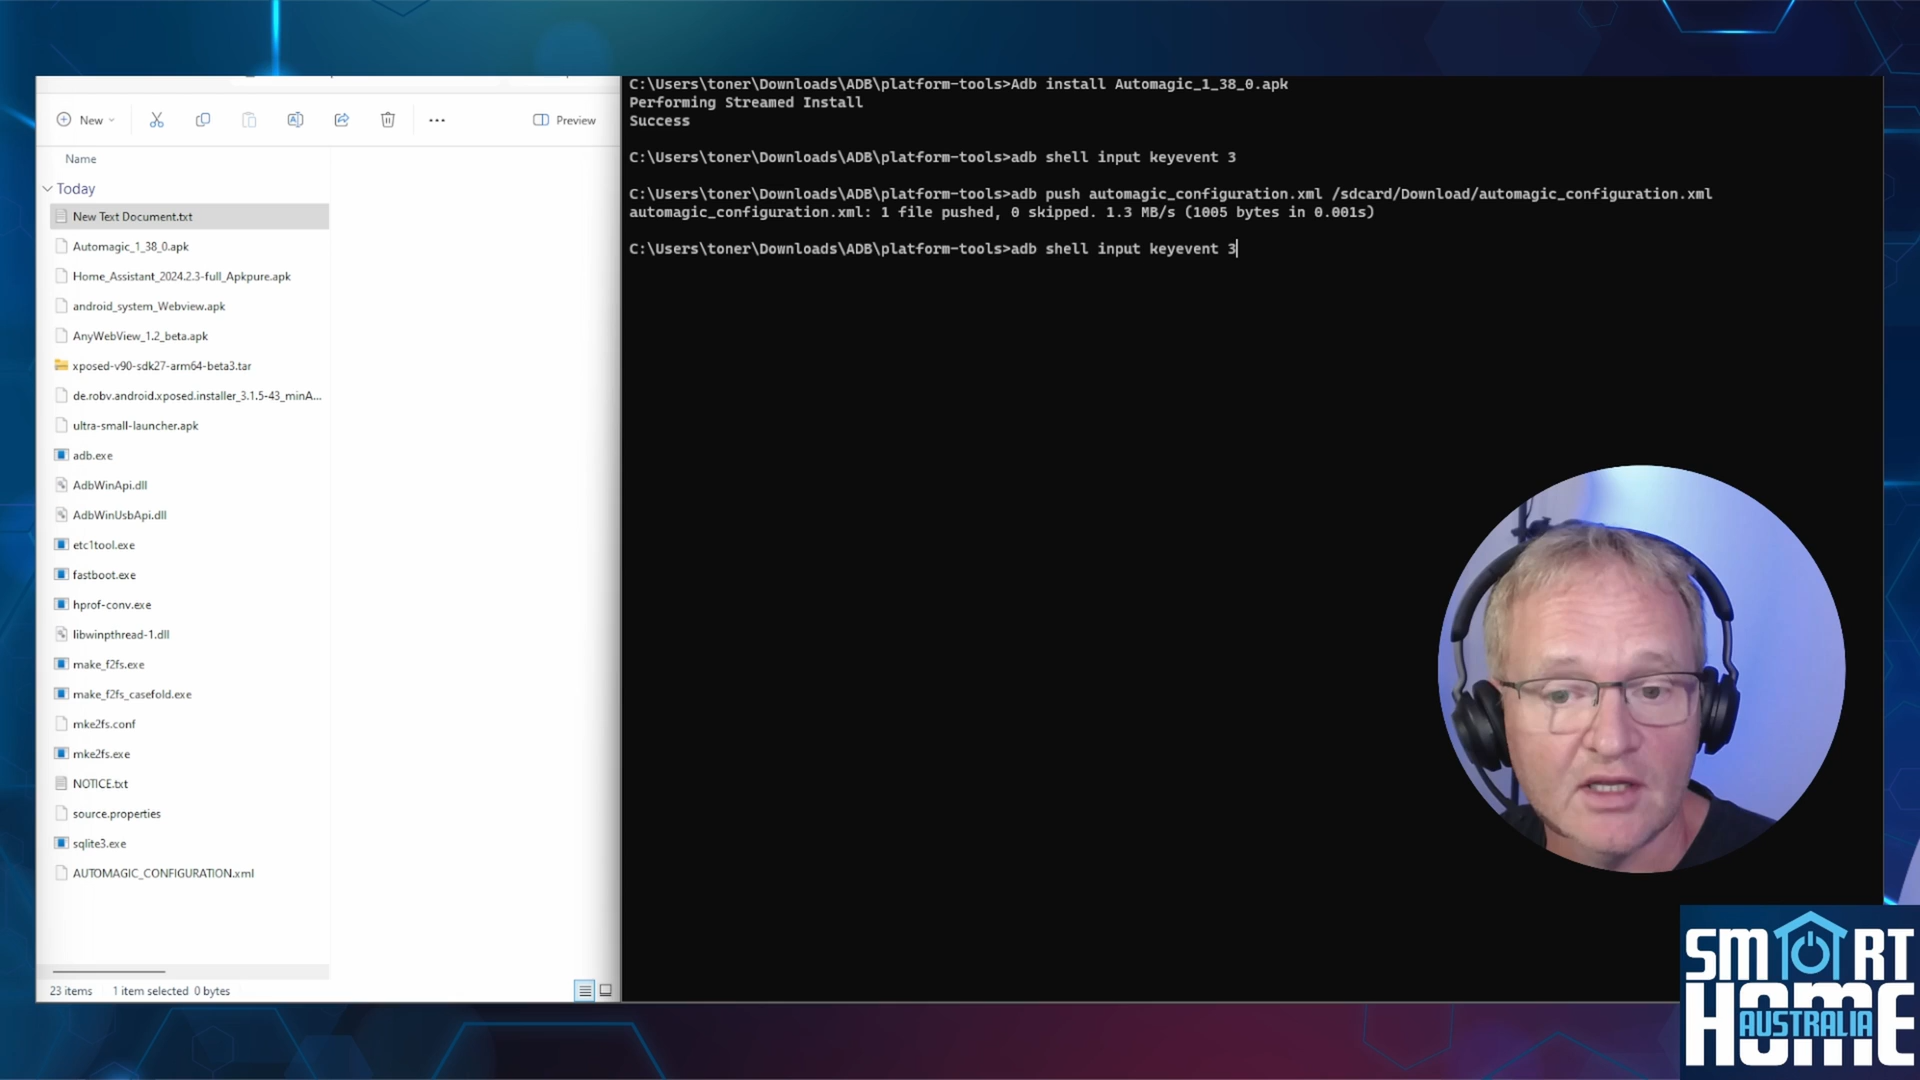 New
Preview
Name
Today
New Text Document.txt
Automagic_1_38_0.apk
Home_Assistant_2024.2.3-full_Apkpure.apk
android_system_Webview.apk
AnyWebView_1.2_beta.apk
xposed-v90-sdk27-arm64-beta3.tar
de.robv.android.xposed.installer_3.1.5-43_minA...
ultra-small-launcher.apk
adb.exe
AdbWinApi.dll
AdbWinUsbApi.dll
etc1tool.exe
fastboot.exe
hprof-conv.exe
libwinpthread-1.dll
make_f2fs.exe
make_f2fs_casefold.exe
mke2fs.conf
mke2fs.exe
NOTICE.txt
source.properties
sqlite3.exe
AUTOMAGIC_CONFIGURATION.xml
23 items 1 item selected 0 bytes
C:\Users\toner\Downloads\ADB\platform-tools>Adb install Automagic_1_38_0.apk
Performing Streamed Install
Success
C:\Users\toner\Downloads\ADB\platform-tools>adb shell input keyevent 3
C:\Users\toner\Downloads\ADB\platform-tools>adb push automagic_configuration.xml /sdcard/Download/automagic_configuration.xml
automagic_configuration.xml: 1 file pushed, 0 skipped. 1.3 MB/s (1005 bytes in 0.001s)
C:\Users\toner\Downloads\ADB\platform-tools>adb shell input keyevent 3
SMART
HOME
AUSTRALIA